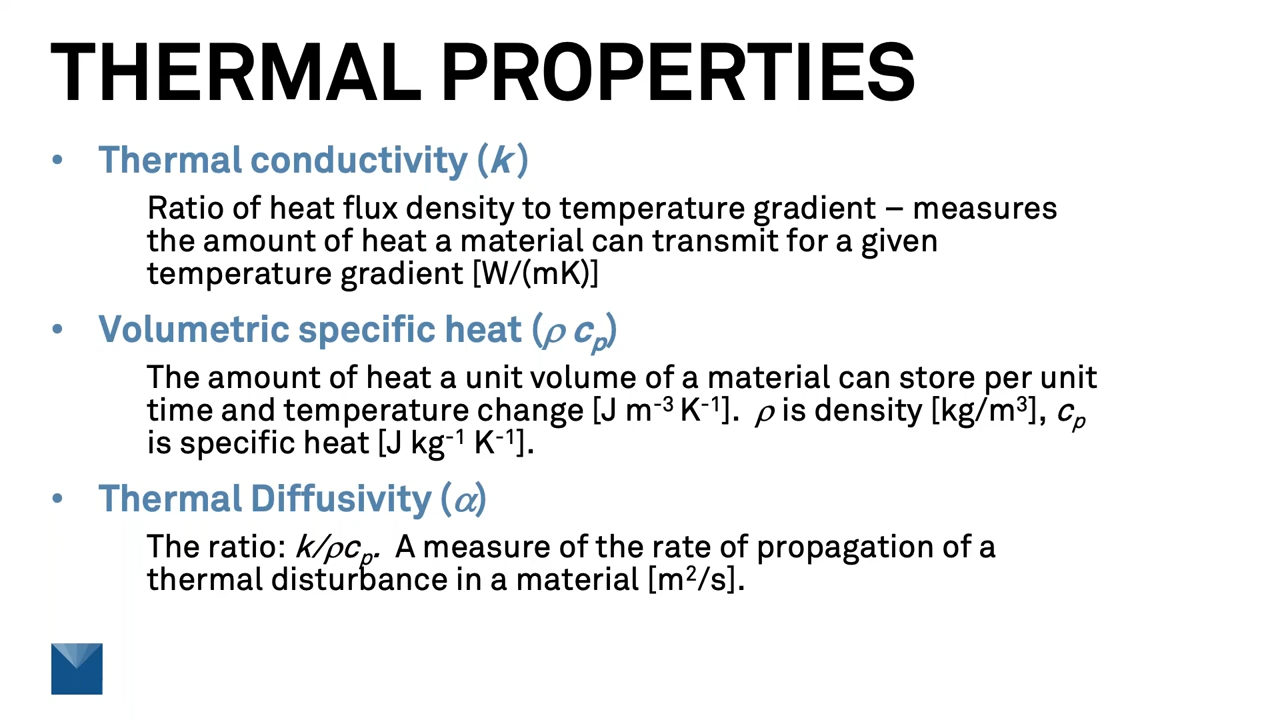 THERMAL PROPERTIES
• Thermal conductivity (k)
Ratio of heat flux density to temperature gradient – measures
the amount of heat a material can transmit for a given
temperature gradient [W/(mK)]
• Volumetric specific heat (ρ cₚ)
The amount of heat a unit volume of a material can store per unit
time and temperature change [J m⁻³ K⁻¹]. ρ is density [kg/m³], cₚ
is specific heat [J kg⁻¹ K⁻¹].
• Thermal Diffusivity (α)
The ratio: k/ρcₚ. A measure of the rate of propagation of a
thermal disturbance in a material [m²/s].